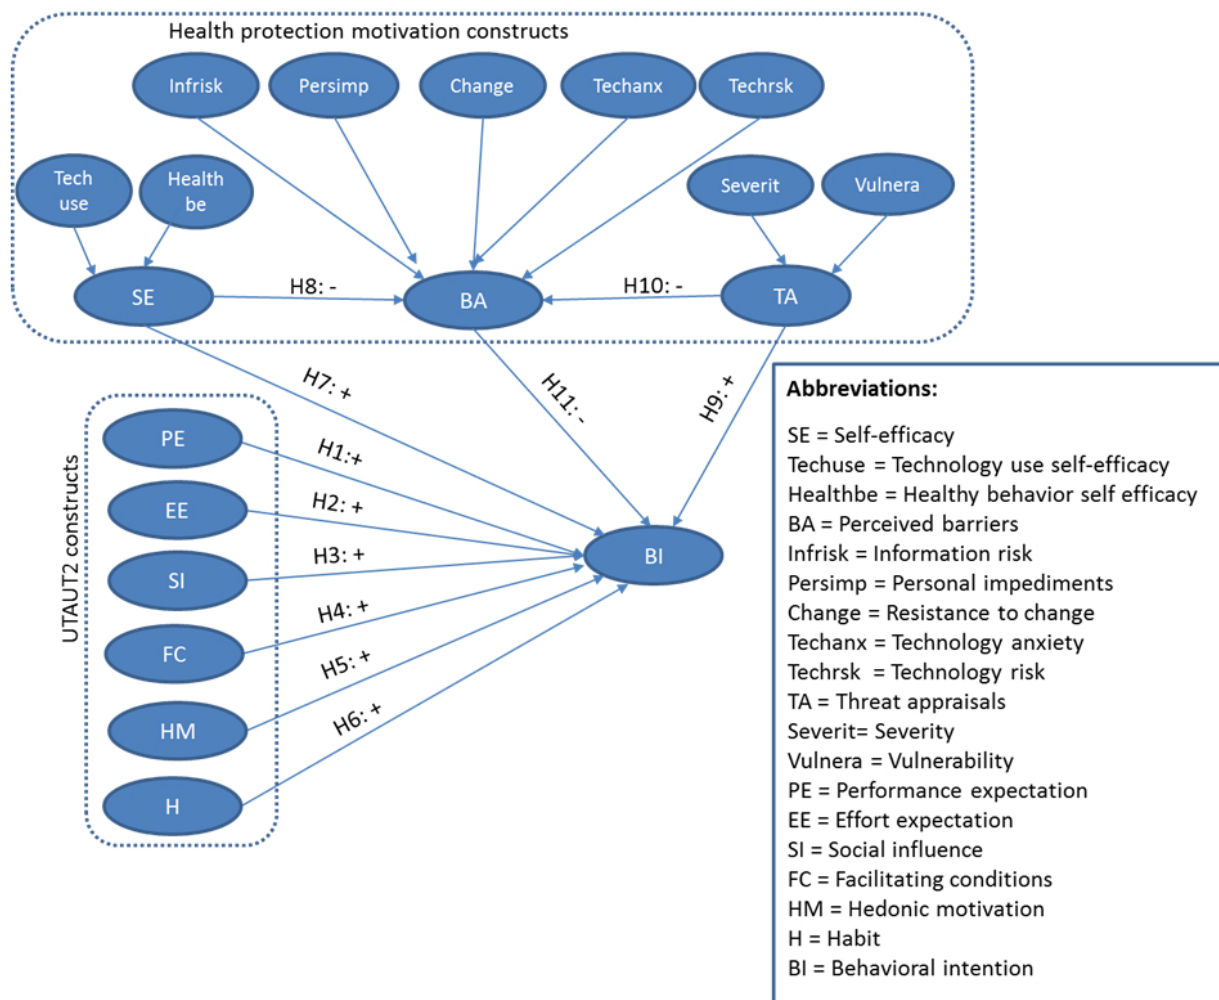 Health protection motivation constructs
Infrisk
Persimp
Change
Techanx
Techrsk
Tech
use
Health
be
Severit
Vulnera
SE
H8: -
BA
H10: -
TA
H7: +
H11: -
H9: +
UTAUT2 constructs
PE
H1:+
EE
H2: +
SI
H3: +
BI
FC
H4: +
HM
H5: +
H
H6: +
Abbreviations:
SE = Self-efficacy
Techuse = Technology use self-efficacy
Healthbe = Healthy behavior self efficacy
BA = Perceived barriers
Infrisk = Information risk
Persimp = Personal impediments
Change = Resistance to change
Techanx = Technology anxiety
Techrsk = Technology risk
TA = Threat appraisals
Severit= Severity
Vulnera = Vulnerability
PE = Performance expectation
EE = Effort expectation
SI = Social influence
FC = Facilitating conditions
HM = Hedonic motivation
H = Habit
BI = Behavioral intention